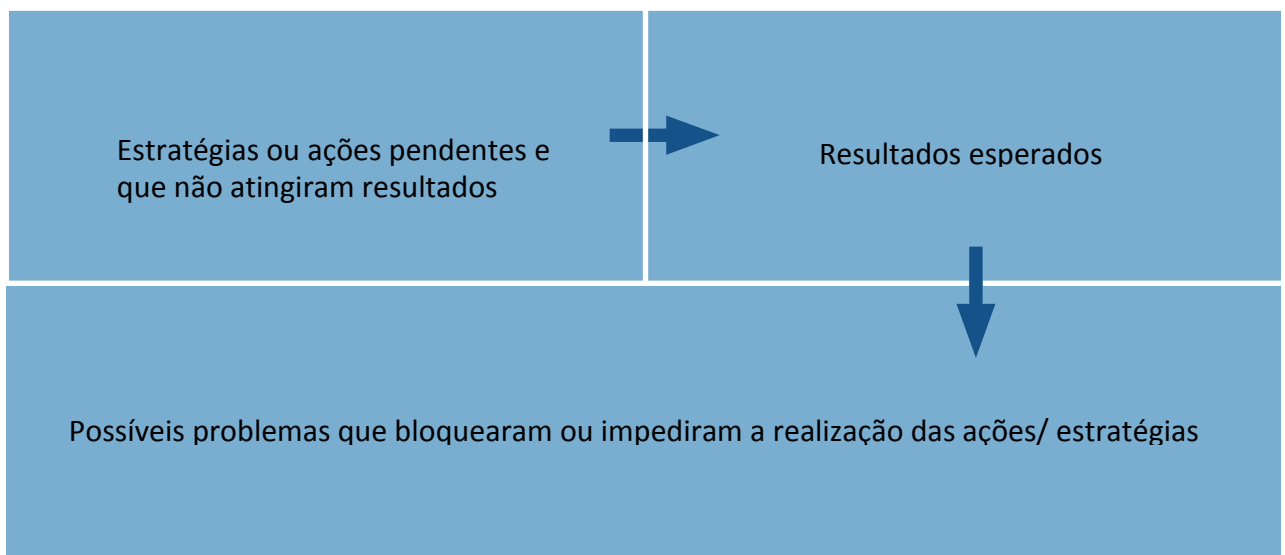 Estratégias ou ações pendentes e
que não atingiram resultados
Resultados esperados
Possíveis problemas que bloquearam ou impediram a realização das ações/ estratégias